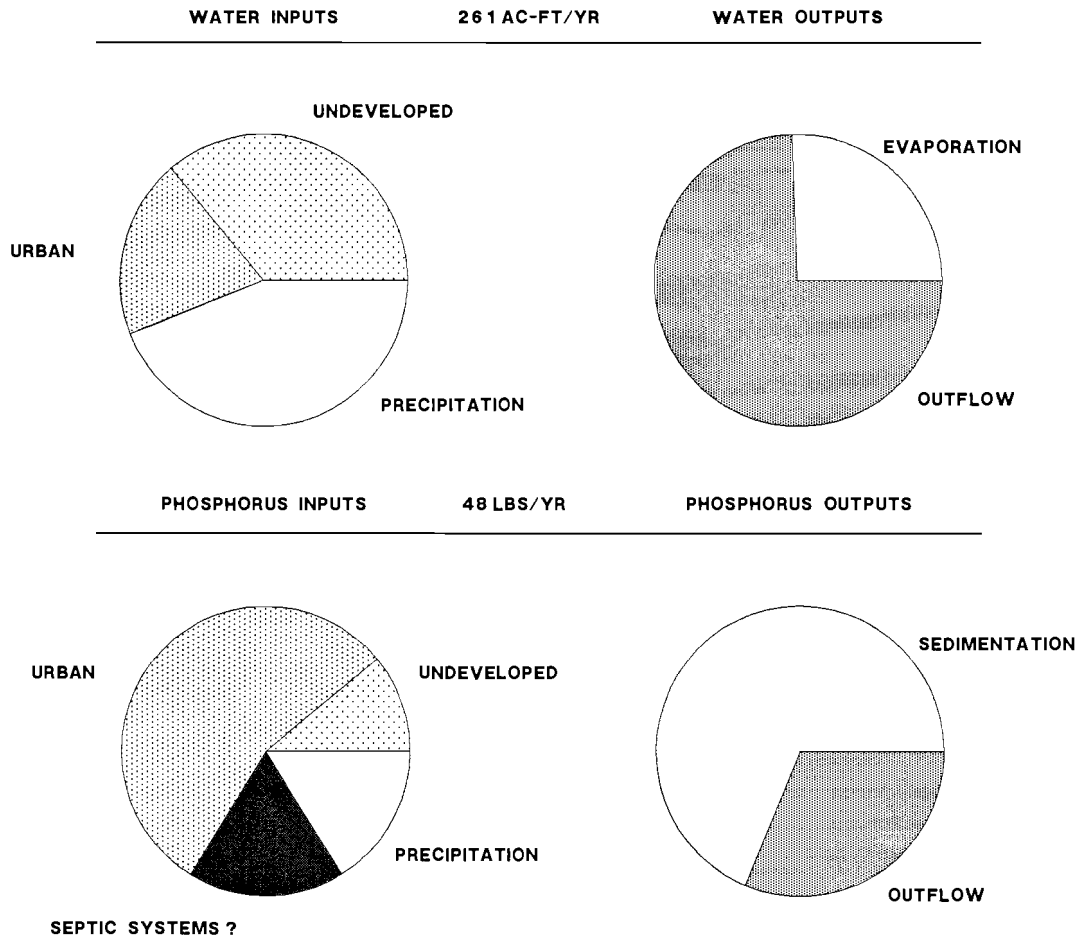 WATER INPUTS 261 AC-FT/YR WATER OUTPUTS
UNDEVELOPED
EVAPORATION
URBAN
PRECIPITATION
OUTFLOW
PHOSPHORUS INPUTS 48 LBS/YR PHOSPHORUS OUTPUTS
SEDIMENTATION
URBAN
UNDEVELOPED
PRECIPITATION
OUTFLOW
SEPTIC SYSTEMS ?